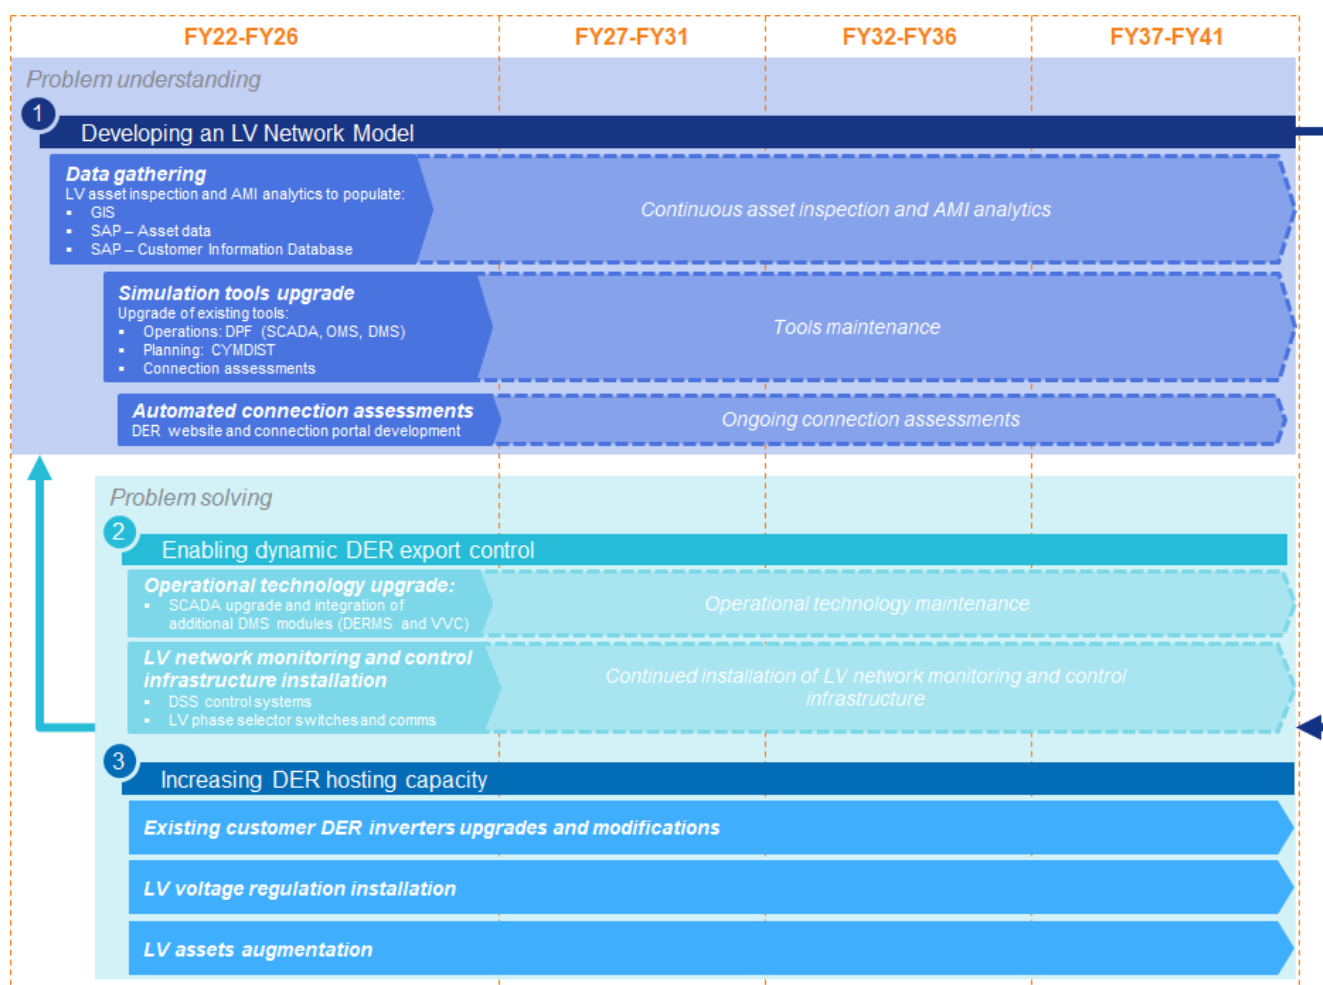 FY22-FY26 FY27-FY31 FY32-FY36 FY37-FY41
Problem understanding
1
Developing an LV Network Model
Data gathering
LV asset inspection and AMI analytics to populate:
▪ GIS
▪ SAP – Asset data
▪ SAP – Customer Information Database
Continuous asset inspection and AMI analytics
Simulation tools upgrade
Upgrade of existing tools:
▪ Operations: DPF (SCADA, OMS, DMS)
▪ Planning: CYMDIST
▪ Connection assessments
Tools maintenance
Automated connection assessments
DER website and connection portal development
Ongoing connection assessments
Problem solving
2
Enabling dynamic DER export control
Operational technology upgrade:
▪ SCADA upgrade and integration of
additional DMS modules (DERMS and VVC)
Operational technology maintenance
LV network monitoring and control
infrastructure installation
▪ DSS control systems
▪ LV phase selector switches and comms
Continued installation of LV network monitoring and control
infrastructure
3
Increasing DER hosting capacity
Existing customer DER inverters upgrades and modifications
LV voltage regulation installation
LV assets augmentation